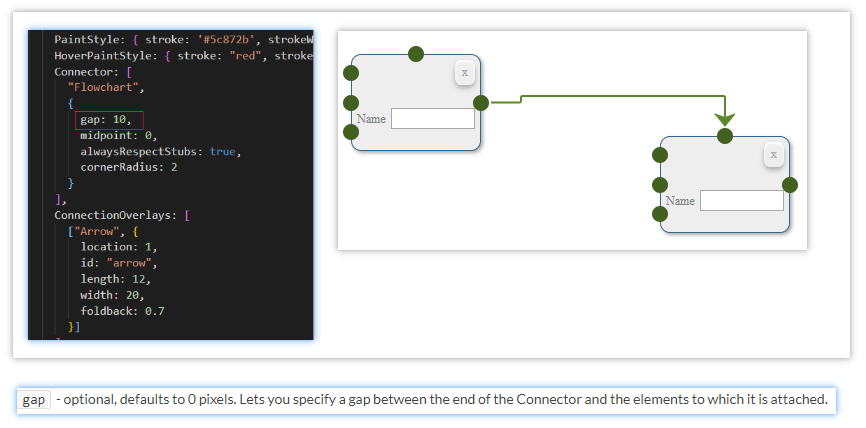 PaintStyle: { stroke: '#5c872b', strokeW
HoverPaintStyle: { stroke: "red", stroke
Connector: [
"Flowchart",
{
gap: 10,
midpoint: 0,
alwaysRespectStubs: true,
cornerRadius: 2
}
],
ConnectionOverlays: [
["Arrow", {
location: 1,
id: "arrow",
length: 12,
width: 20,
foldback: 0.7
}]
x
Name
x
Name
gap - optional, defaults to 0 pixels. Lets you specify a gap between the end of the Connector and the elements to which it is attached.